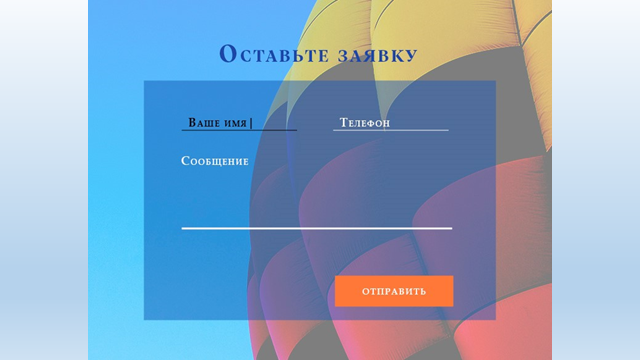 Оставьте заявку
Ваше имя|
Телефон
Сообщение
отправить